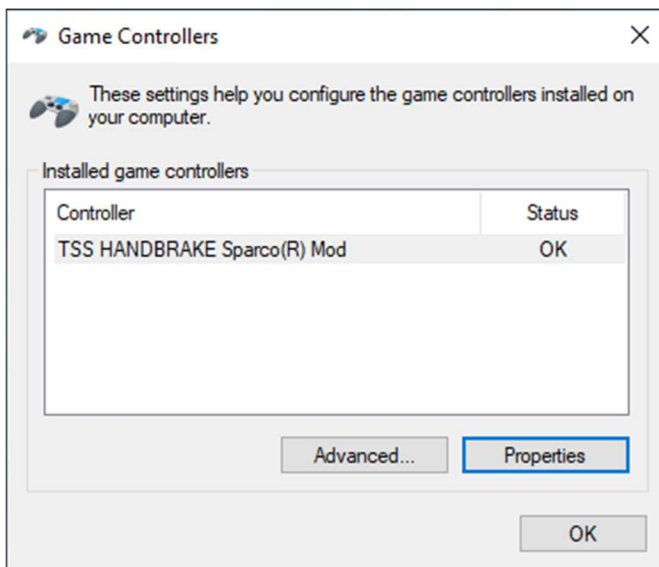 Game Controllers
These settings help you configure the game controllers installed on
your computer.
Installed game controllers
Controller Status
TSS HANDBRAKE Sparco(R) Mod OK
Advanced... Properties
OK